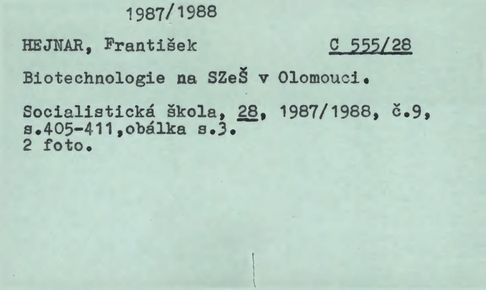 1987/1988
HEJNAR, František C 555/28
Biotechnologie na SZeŠ v Olomouci.
Socialistická škola, 28, 1987/1988, č.9,
s.405-411,obálka s.3.
2 foto.